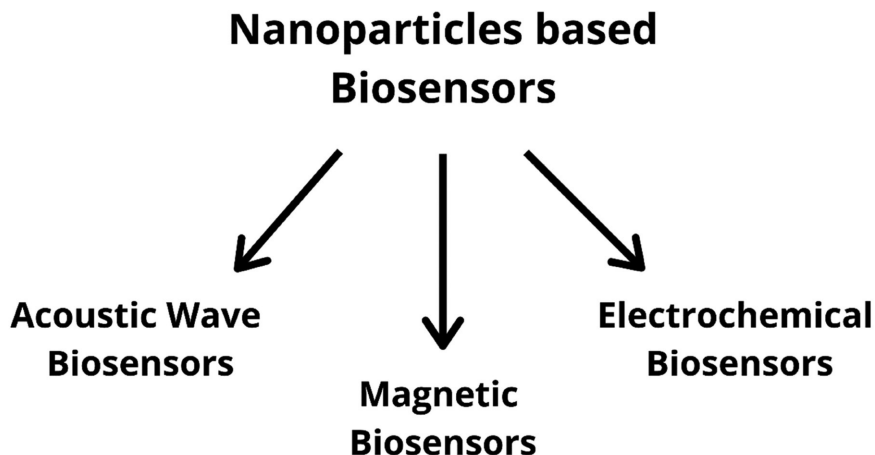 Nanoparticles based
Biosensors
Acoustic Wave
Biosensors
Magnetic
Biosensors
Electrochemical
Biosensors